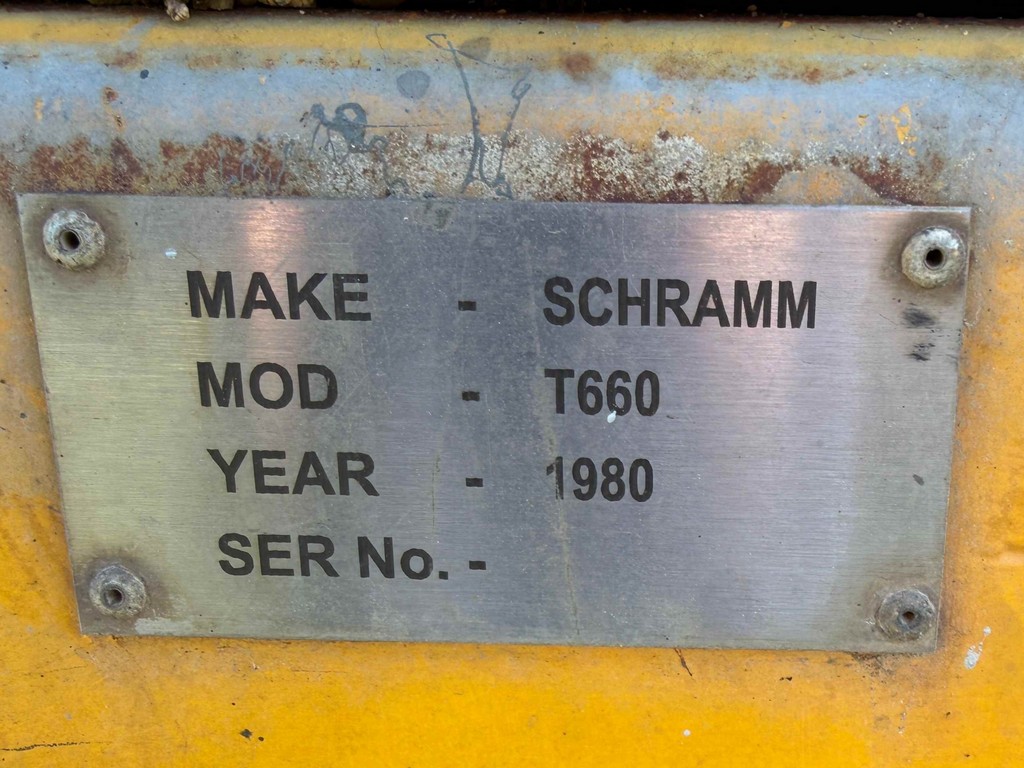 MAKE - SCHRAMM
MOD - T660
YEAR - 1980
SER No. -